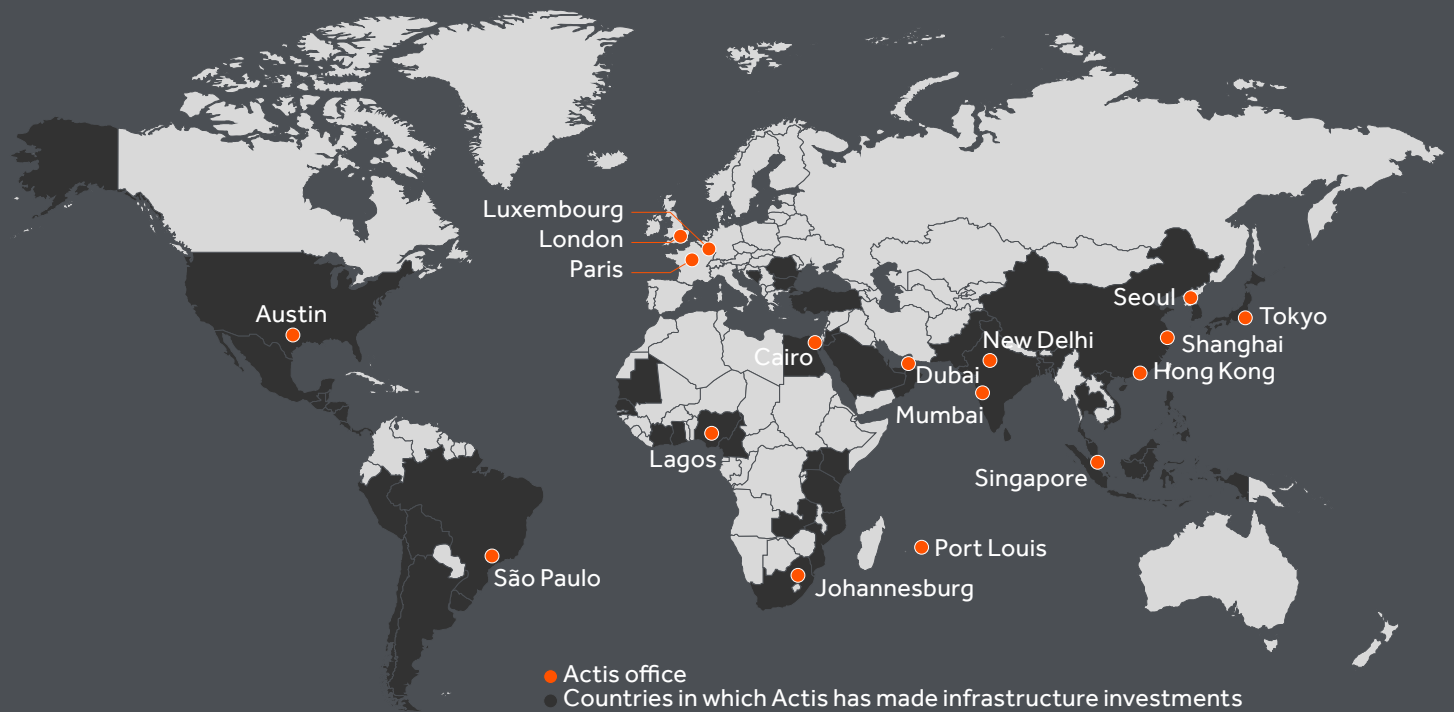 Luxembourg
London
Paris
Austin
Seoul
Tokyo
New Delhi
Shanghai
Cairo
Dubai
Hong Kong
Mumbai
Lagos
Singapore
Port Louis
São Paulo
Johannesburg
Actis office
Countries in which Actis has made infrastructure investments